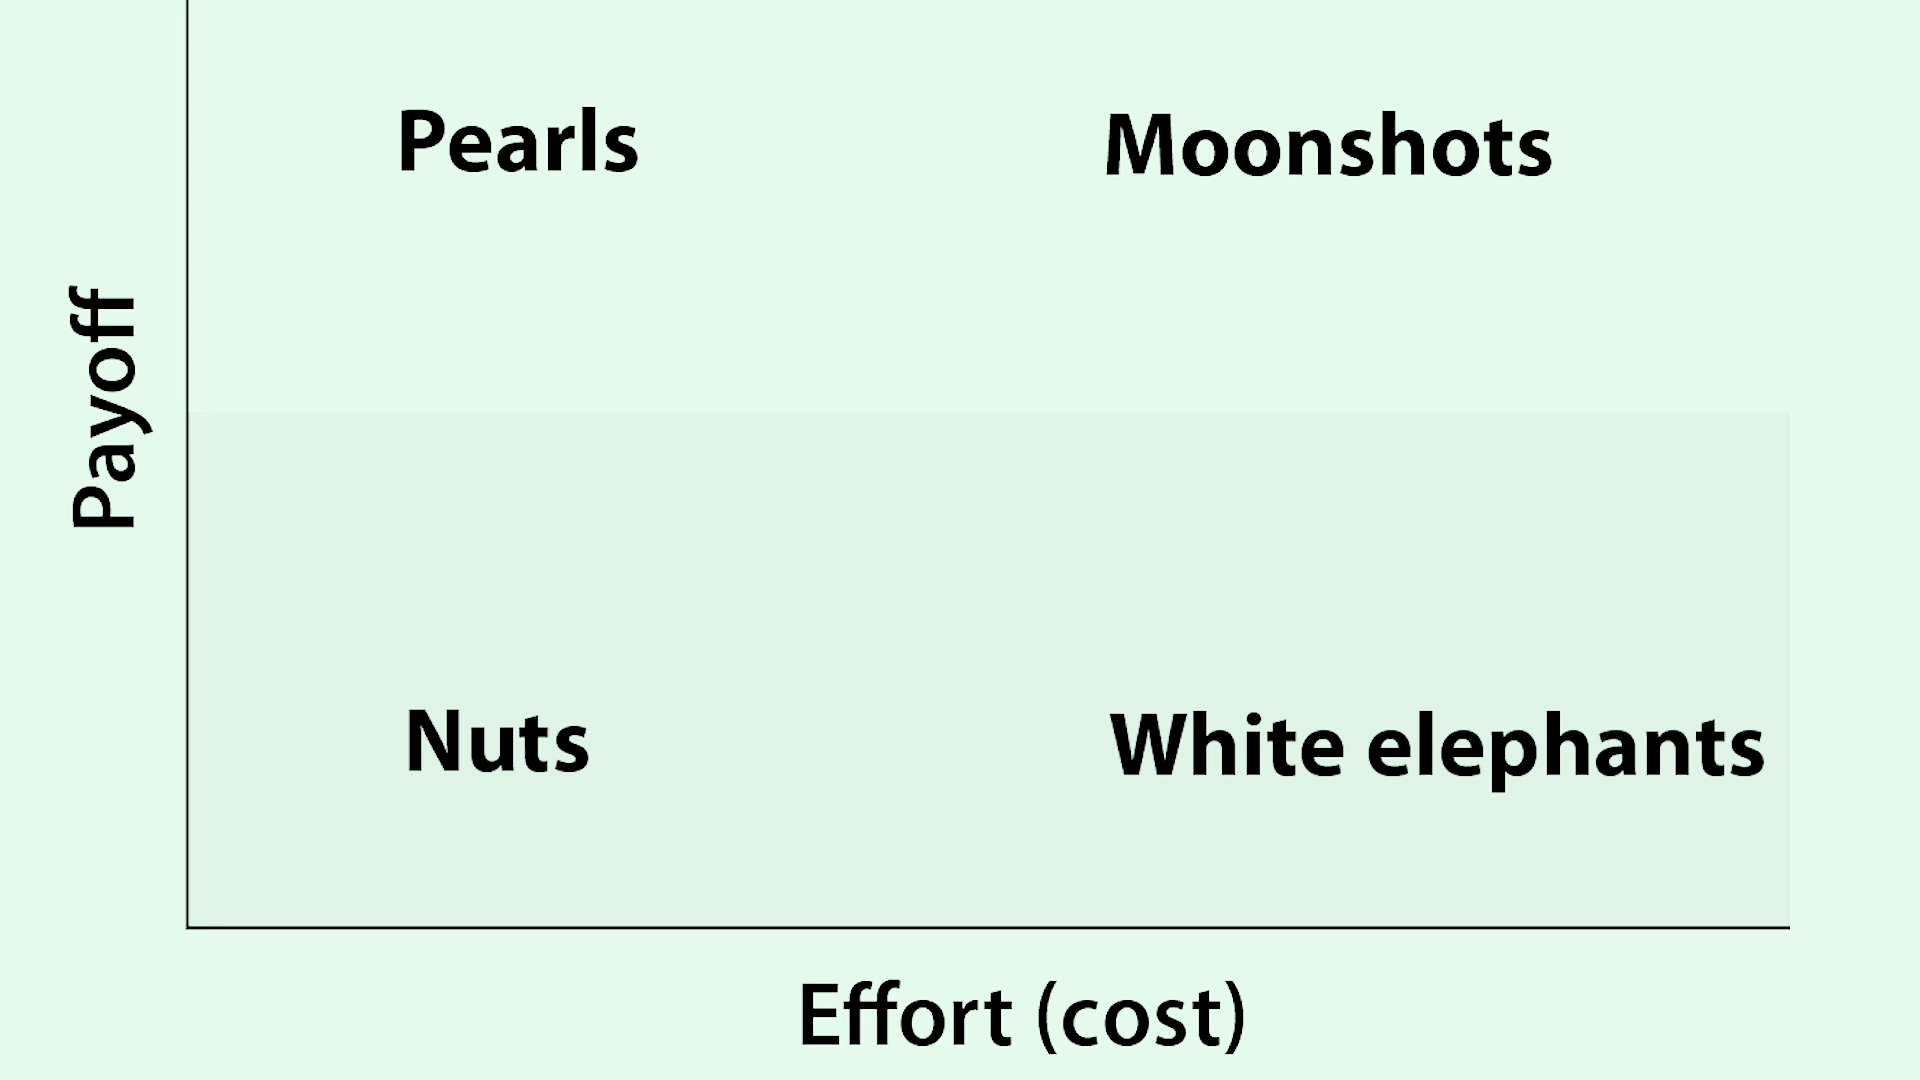 Pearls
Moonshots
Payoff
Nuts
White elephants
Effort (cost)